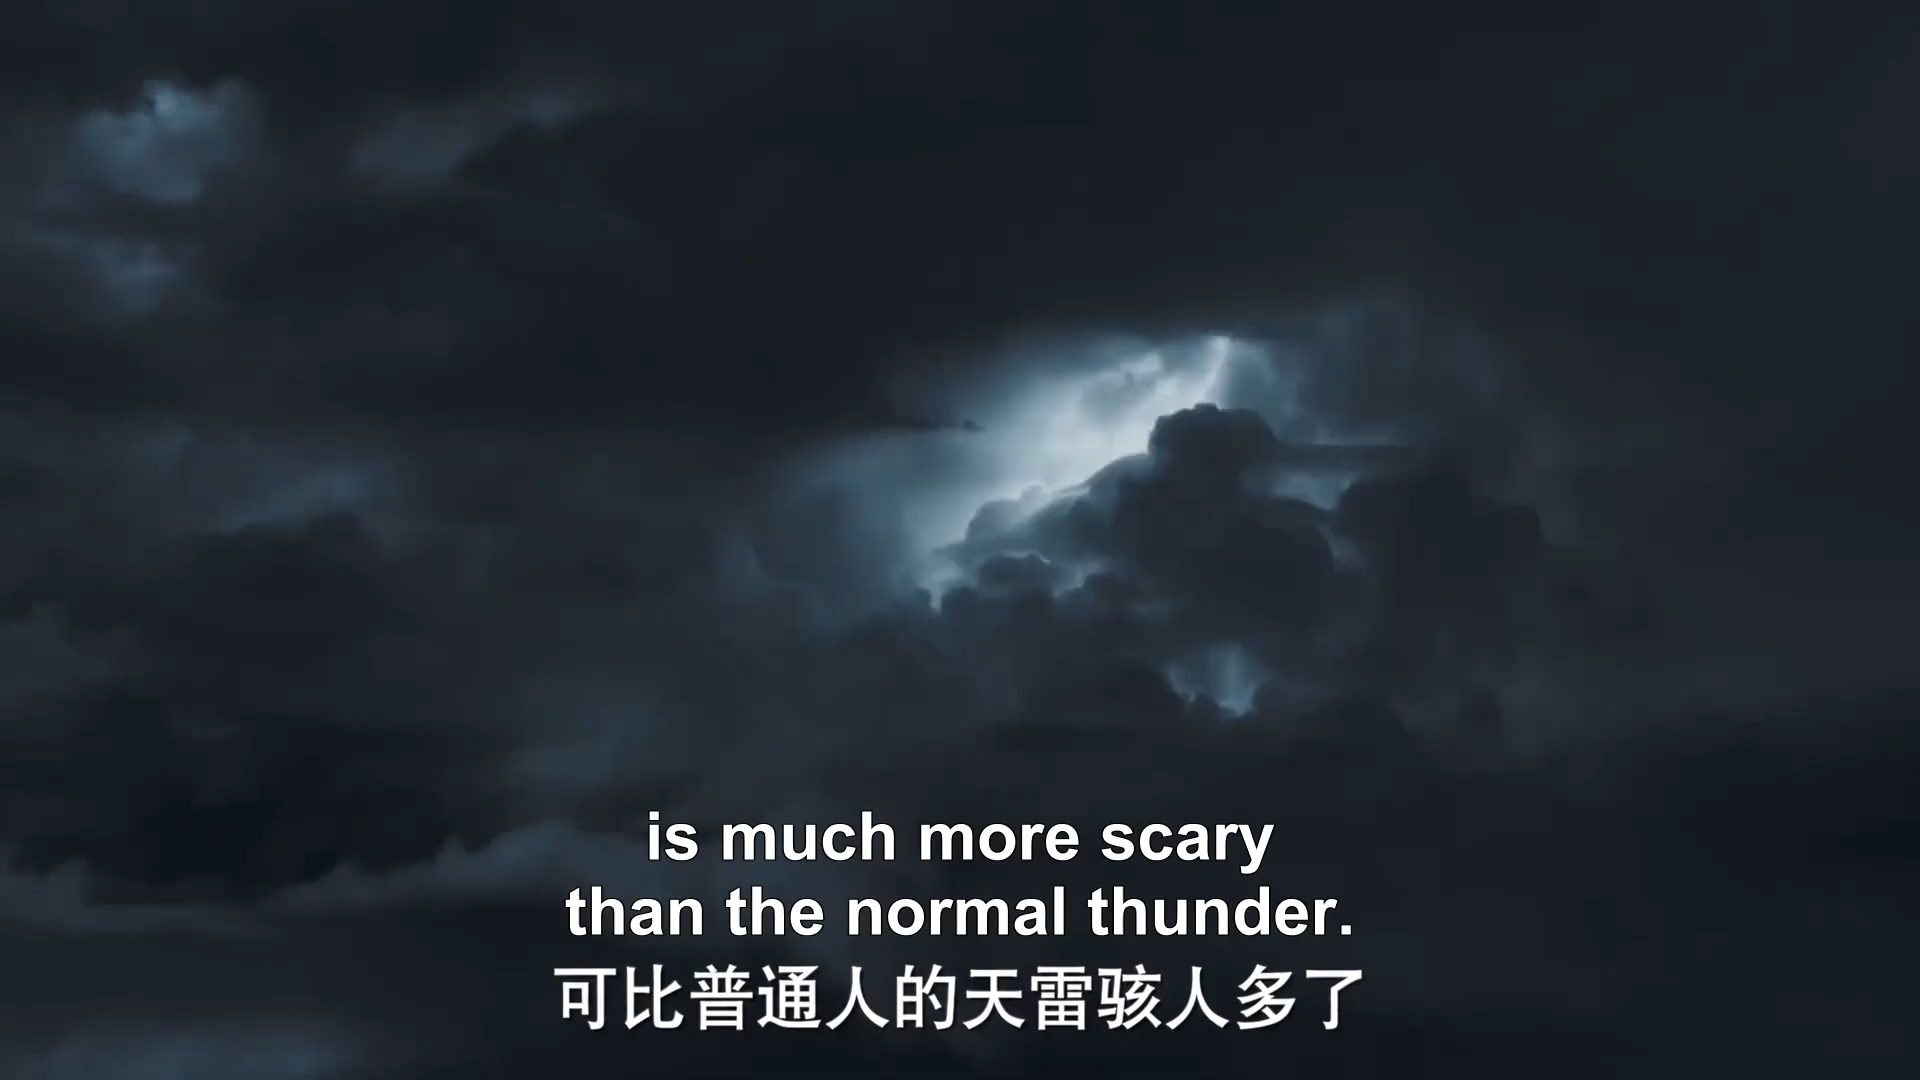 is much more scary
than the normal thunder.
可比普通人的天雷骇人多了